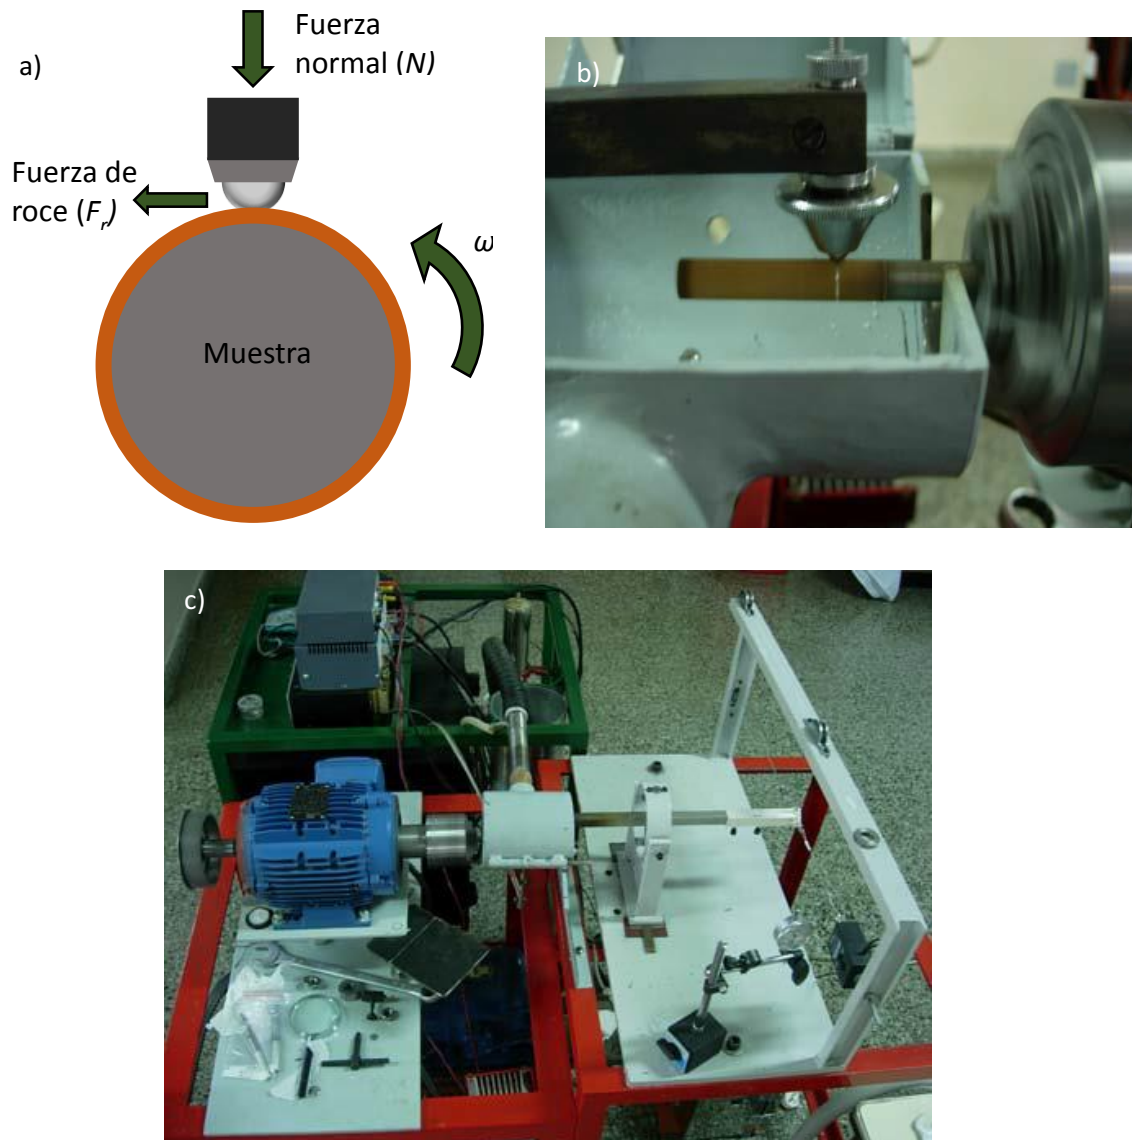 a)
Fuerza
normal (N)
Fuerza de
roce (Fr)
ω
Muestra
b)
c)